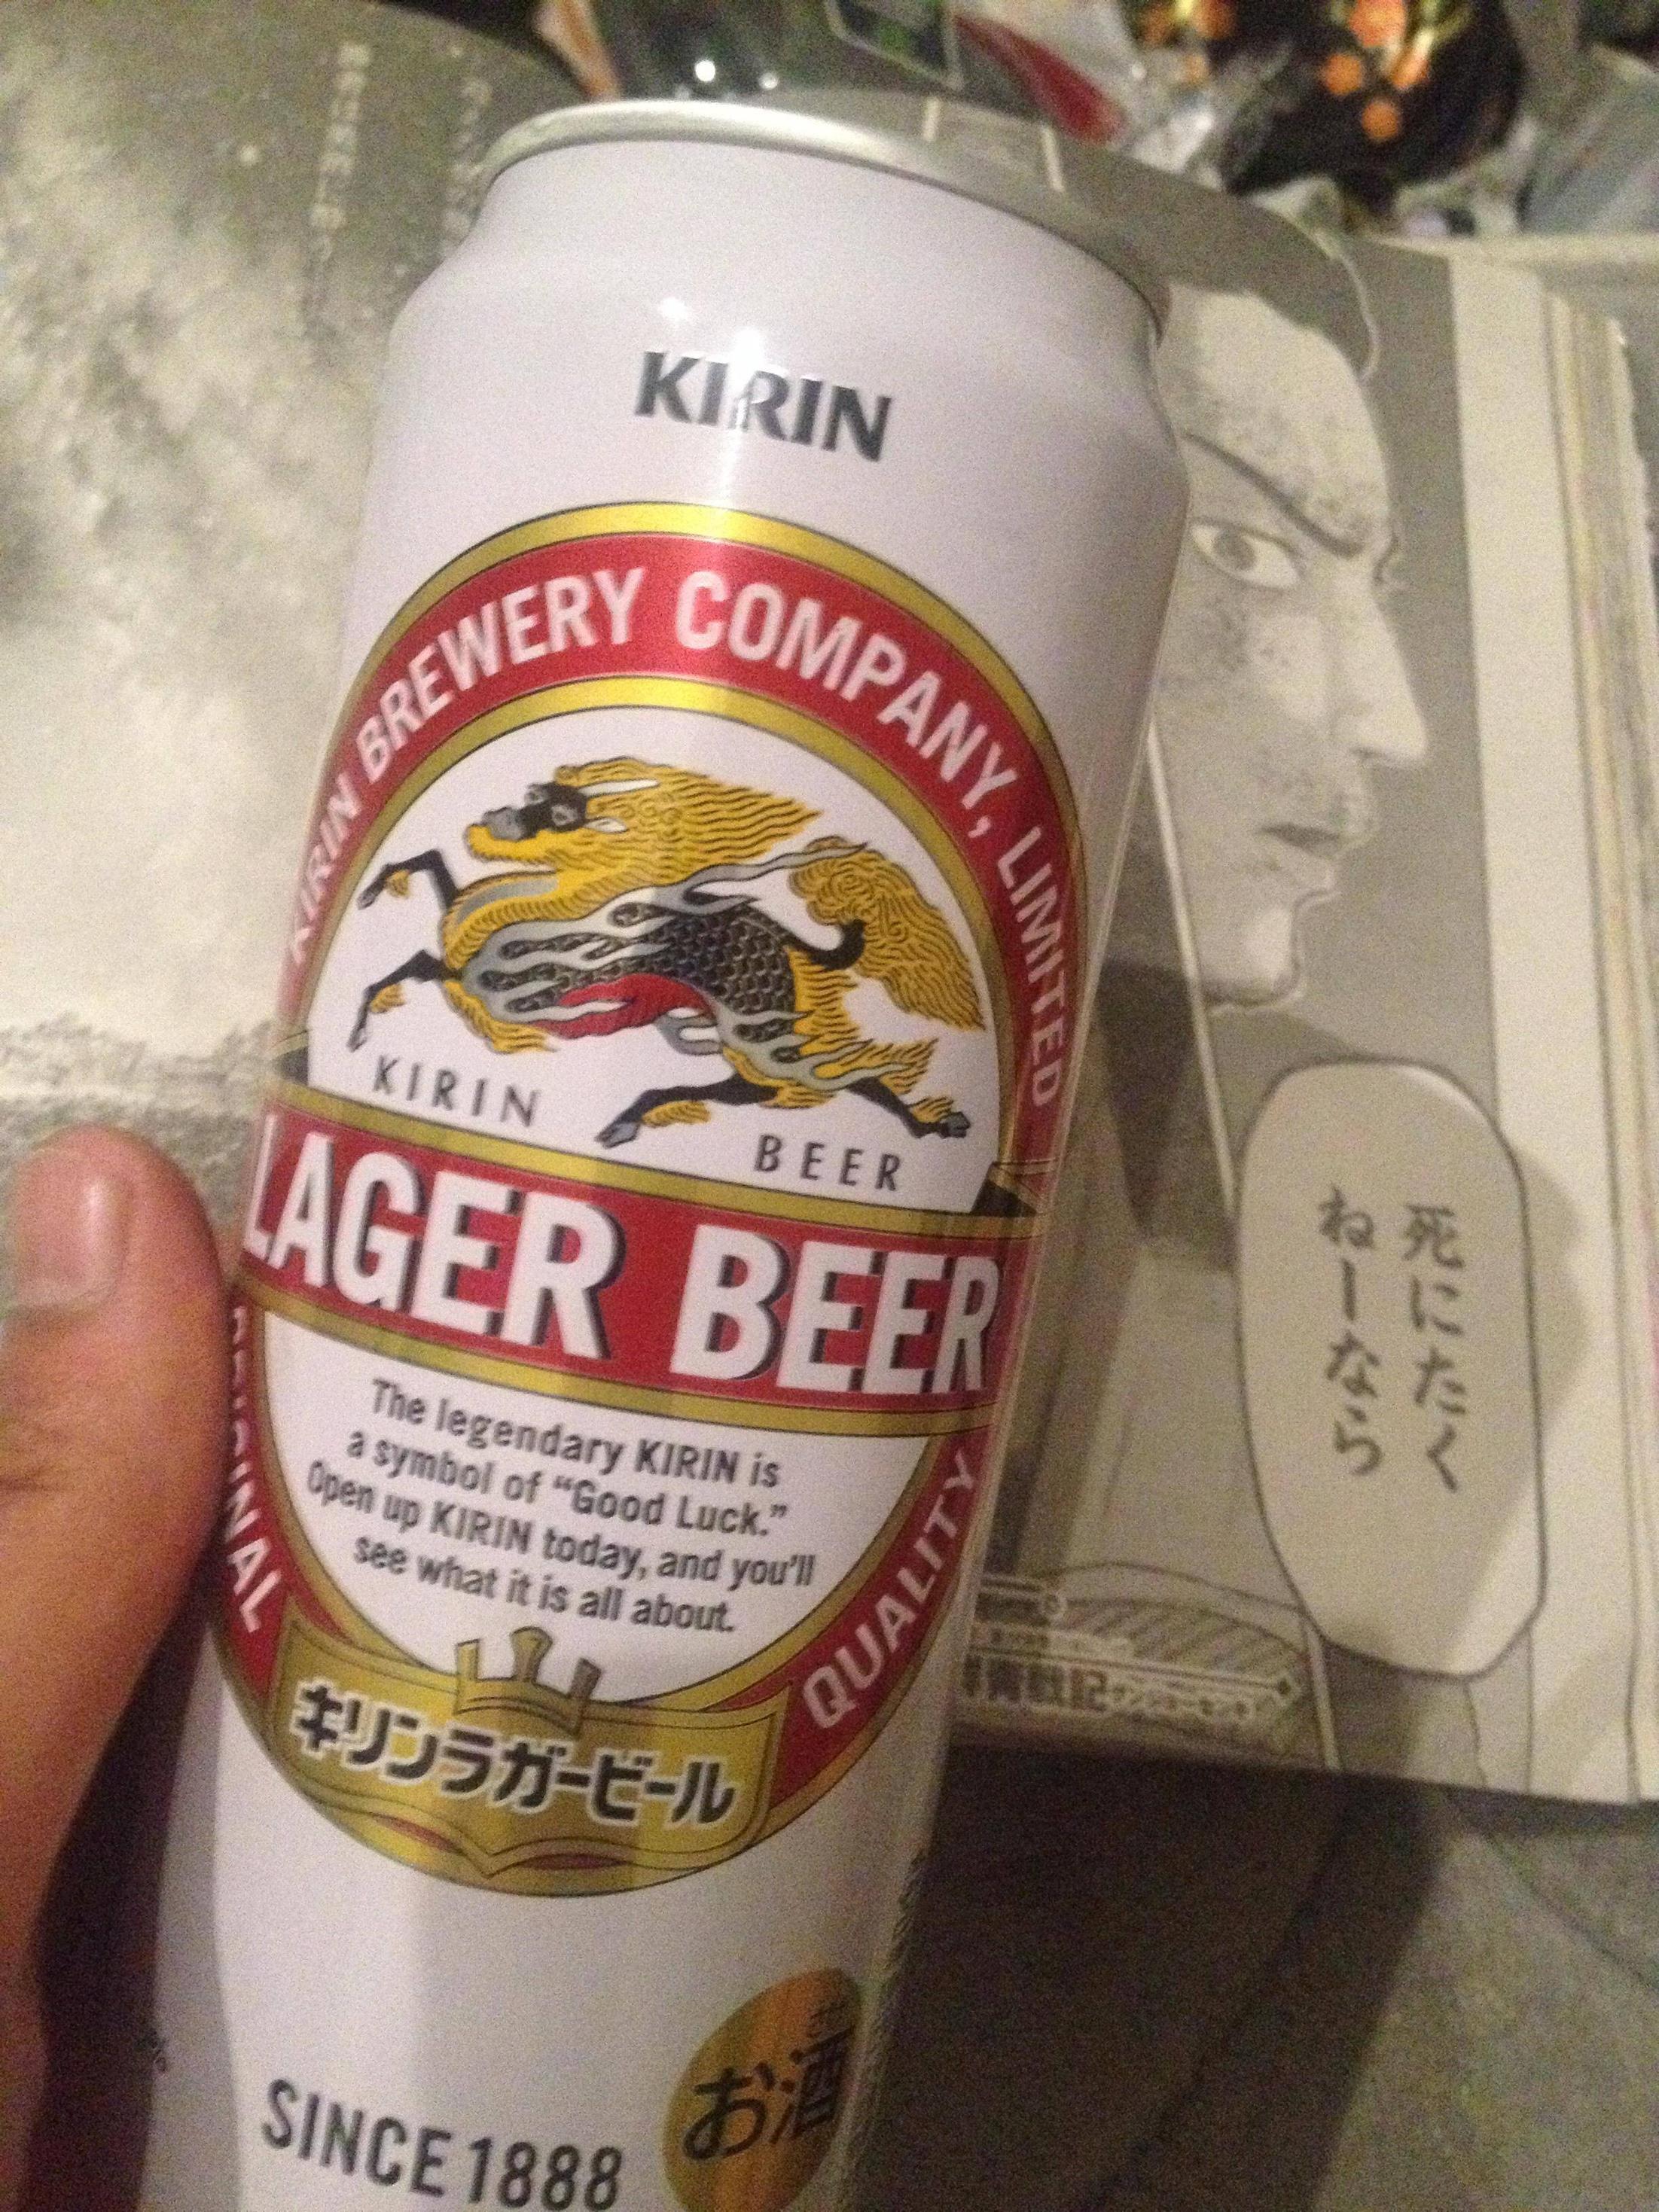 KIRIN
KIRIN BREWERY COMPANY, LIMITED
KIRIN
BEER
LAGER BEER
The legendary KIRIN is
a symbol of “Good Luck.”
Open up KIRIN today, and you'll
see what it is all about.
ORIGINAL
QUALITY
キリンラガービール
お酒
SINCE 1888
死にたく
ねーなら